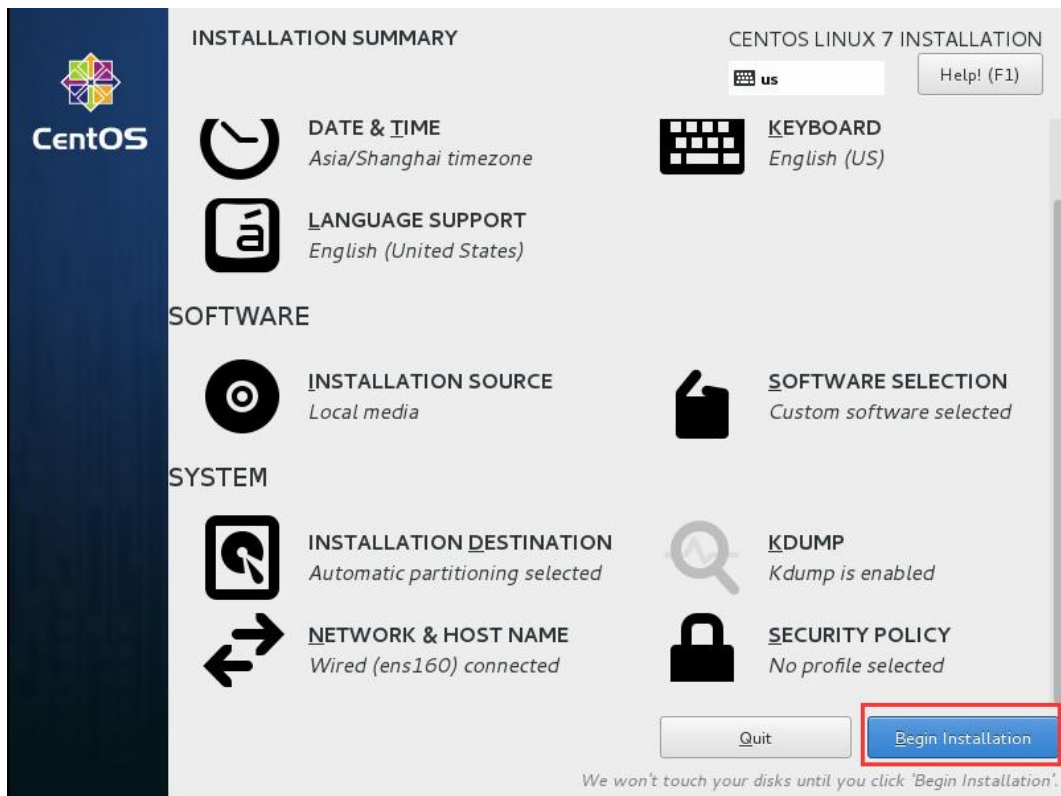 INSTALLATION SUMMARY
CENTOS LINUX 7 INSTALLATION
us
Help! (F1)
CentOS
DATE & TIME
Asia/Shanghai timezone
KEYBOARD
English (US)
á
LANGUAGE SUPPORT
English (United States)
SOFTWARE
INSTALLATION SOURCE
Local media
SOFTWARE SELECTION
Custom software selected
SYSTEM
INSTALLATION DESTINATION
Automatic partitioning selected
KDUMP
Kdump is enabled
NETWORK & HOST NAME
Wired (ens160) connected
SECURITY POLICY
No profile selected
Quit
Begin Installation
We won't touch your disks until you click 'Begin Installation'.